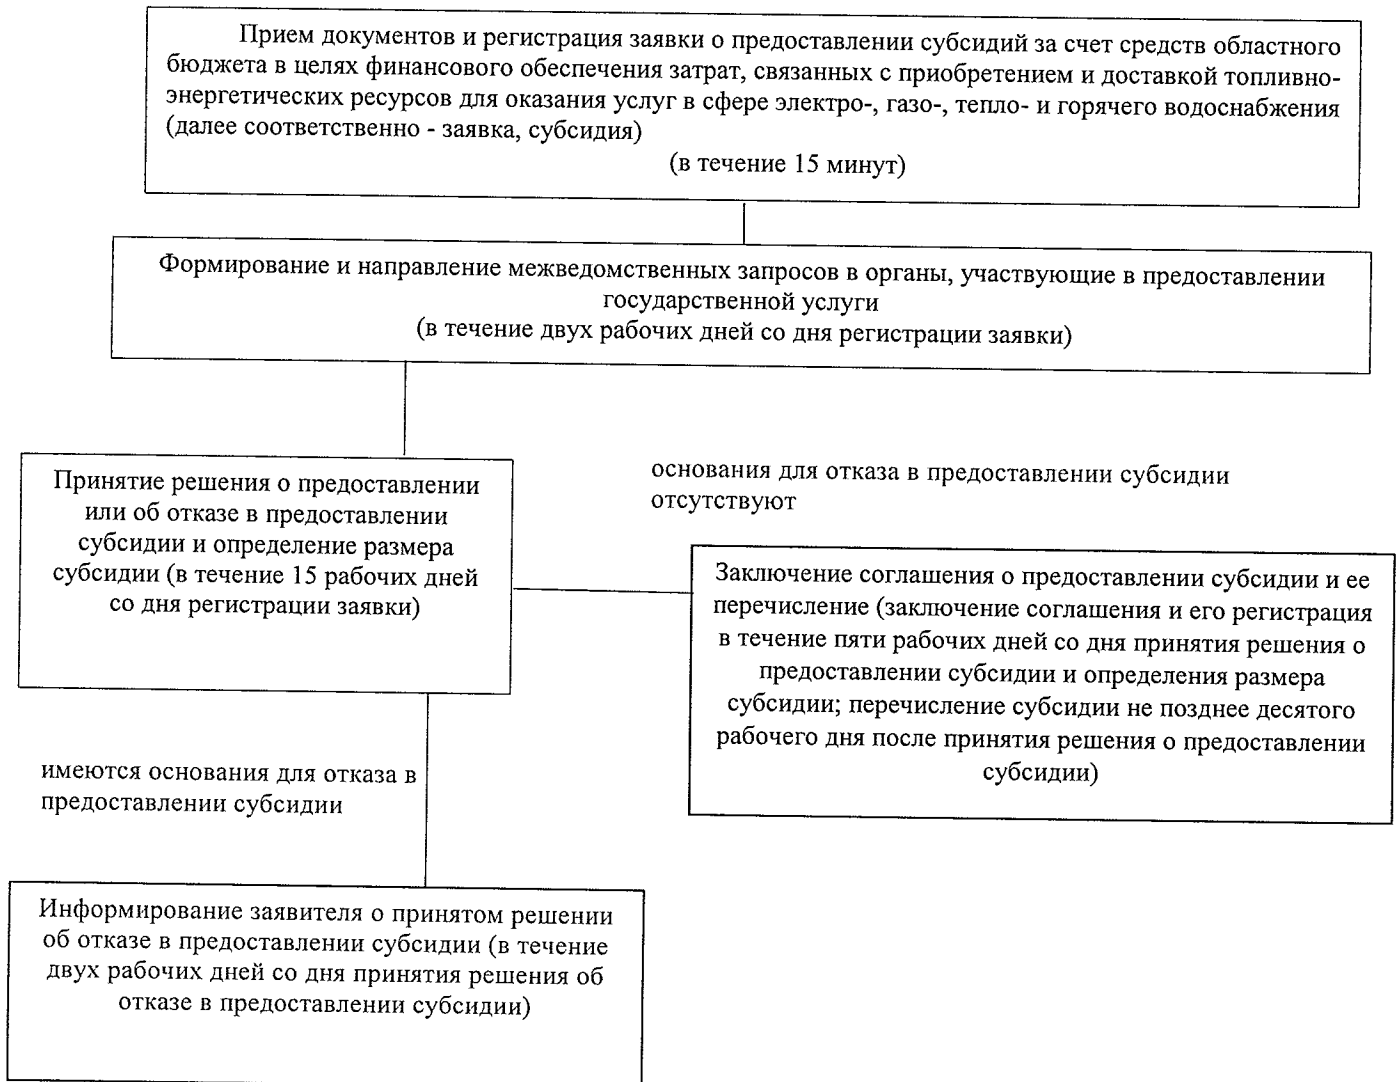 Прием документов и регистрация заявки о предоставлении субсидий за счет средств областного
бюджета в целях финансового обеспечения затрат, связанных с приобретением и доставкой топливно-
энергетических ресурсов для оказания услуг в сфере электро-, газо-, тепло- и горячего водоснабжения
(далее соответственно - заявка, субсидия)
(в течение 15 минут)
Формирование и направление межведомственных запросов в органы, участвующие в предоставлении
государственной услуги
(в течение двух рабочих дней со дня регистрации заявки)
Принятие решения о предоставлении
или об отказе в предоставлении
субсидии и определение размера
субсидии (в течение 15 рабочих дней
со дня регистрации заявки)
основания для отказа в предоставлении субсидии
отсутствуют
Заключение соглашения о предоставлении субсидии и ее
перечисление (заключение соглашения и его регистрация
в течение пяти рабочих дней со дня принятия решения о
предоставлении субсидии и определения размера
субсидии; перечисление субсидии не позднее десятого
рабочего дня после принятия решения о предоставлении
субсидии)
имеются основания для отказа в
предоставлении субсидии
Информирование заявителя о принятом решении
об отказе в предоставлении субсидии (в течение
двух рабочих дней со дня принятия решения об
отказе в предоставлении субсидии)